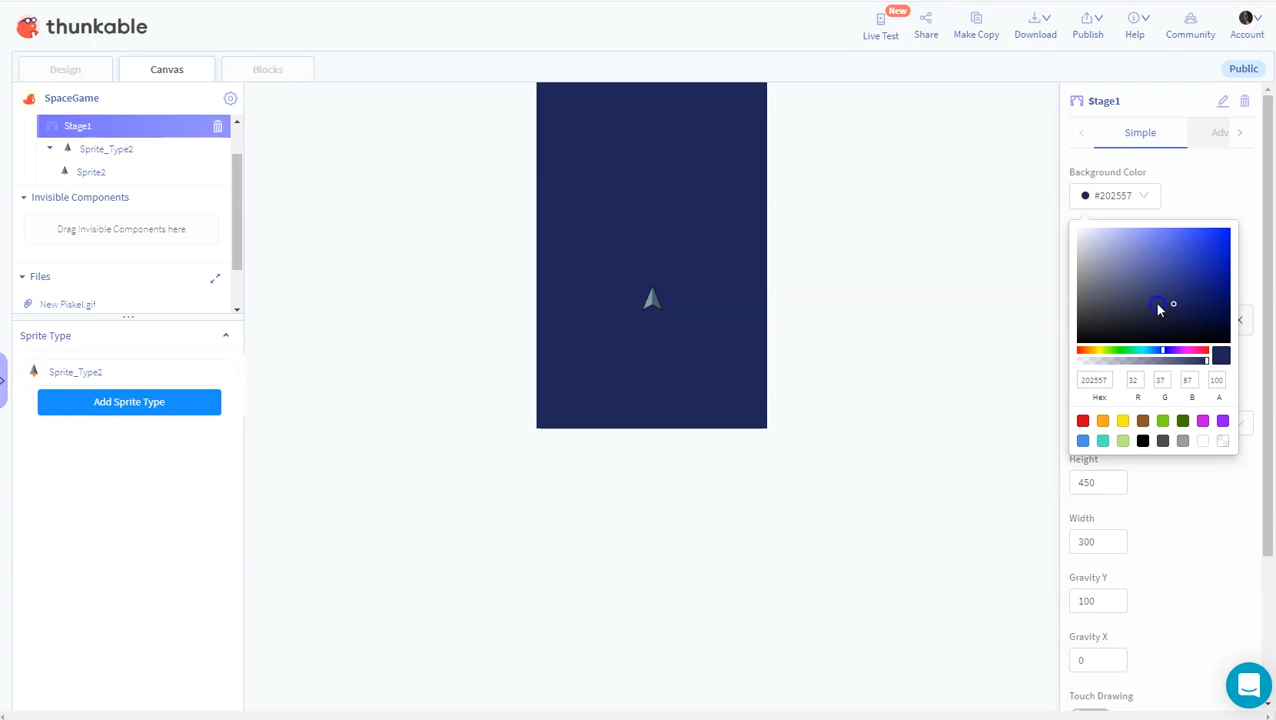 thunkable
New
Live Test
Share
Make Copy
Download
Publish
Help
Community
Account
Design
Canvas
Blocks
Public
SpaceGame
Stage1
Sprite_Type2
Sprite2
Invisible Components
Drag Invisible Components here
Files
New Piskel.gif
Sprite Type
Sprite_Type2
Add Sprite Type
Stage1
Simple
Adv
Background Color
#202557
202557
32
37
87
100
Hex
R
G
B
A
Height
450
Width
300
Gravity Y
100
Gravity X
0
Touch Drawing